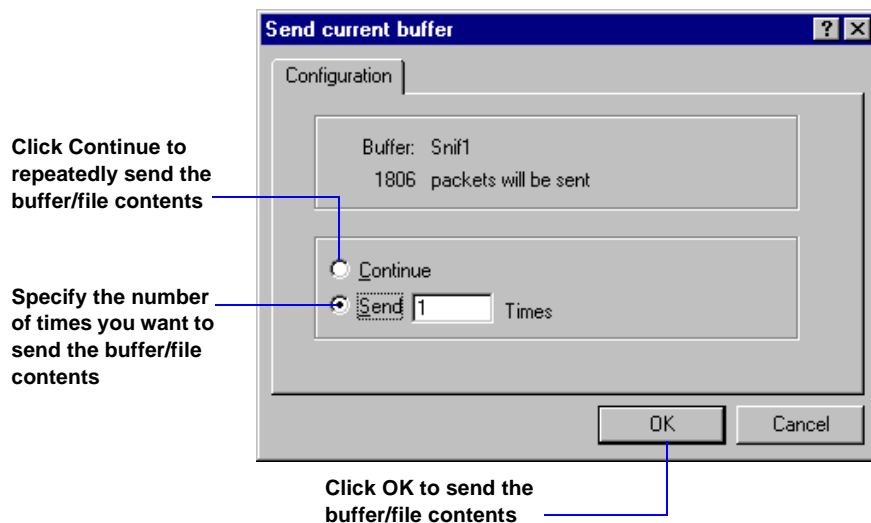 Send current buffer
Configuration
Buffer: Snif1
1806 packets will be sent
Click Continue to
repeatedly send the
buffer/file contents
Continue
Specify the number
of times you want to
send the buffer/file
contents
Send 1 Times
OK Cancel
Click OK to send the
buffer/file contents